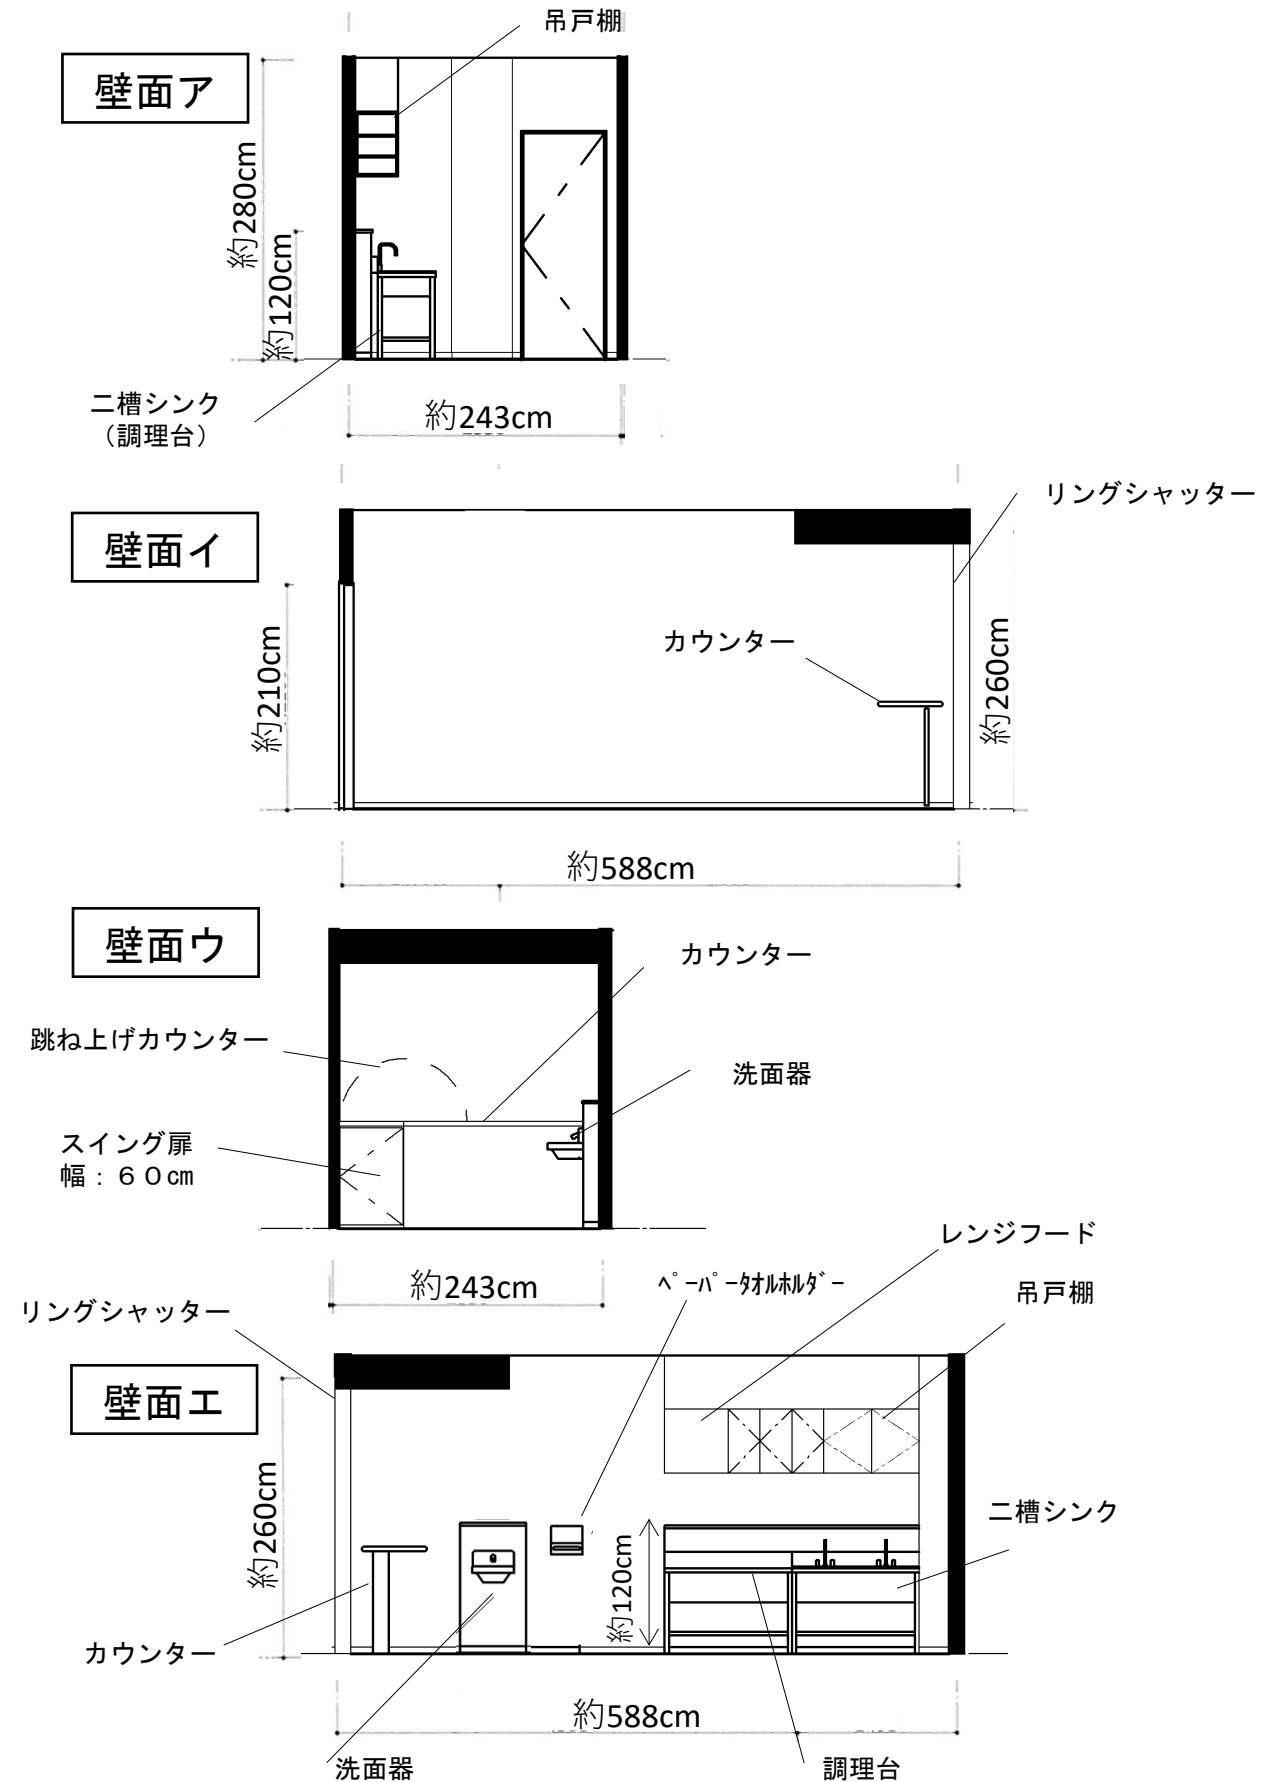 吊戸棚
壁面ア
約280cm
約120cm
二槽シンク
（調理台）
約243cm
リングシャッター
壁面イ
カウンター
約210cm
約260cm
約588cm
壁面ウ
カウンター
跳ね上げカウンター
洗面器
スイング扉
幅：６０㎝
約243cm
レンジフード
ﾍﾟｰﾊﾟｰﾀｵﾙﾎﾙﾀﾞｰ
吊戸棚
リングシャッター
壁面エ
約260cm
約120cm
二槽シンク
カウンター
約588cm
洗面器
調理台